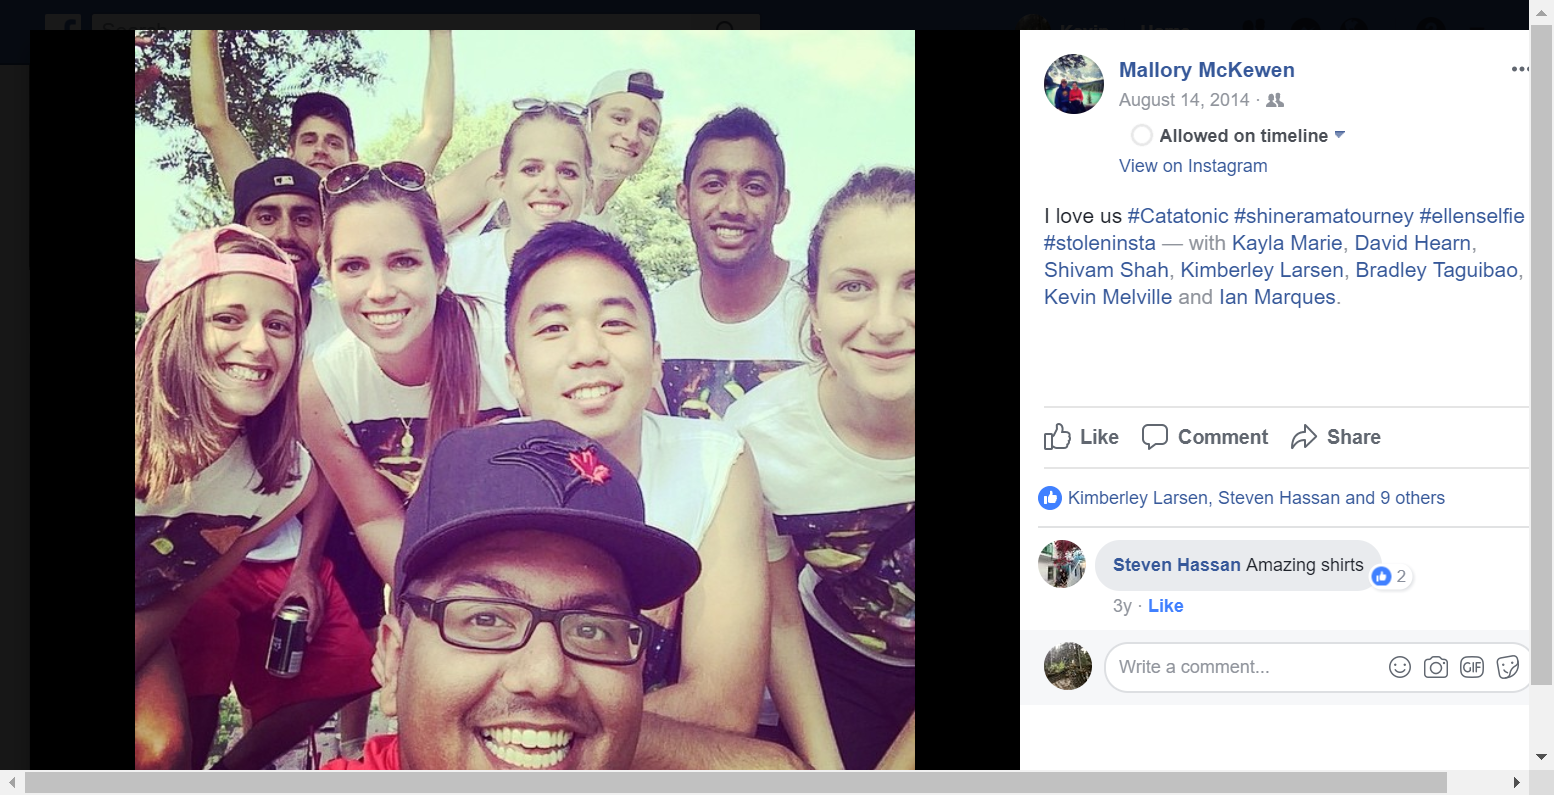 Mallory McKewen
August 14, 2014 ·
Allowed on timeline
View on Instagram
I love us #Catatonic #shineramatourney #ellenselfie
#stoleninsta — with Kayla Marie, David Hearn,
Shivam Shah, Kimberley Larsen, Bradley Taguibao,
Kevin Melville and Ian Marques.
Like Comment Share
Kimberley Larsen, Steven Hassan and 9 others
Steven Hassan Amazing shirts
2
3y · Like
Write a comment...
GIF